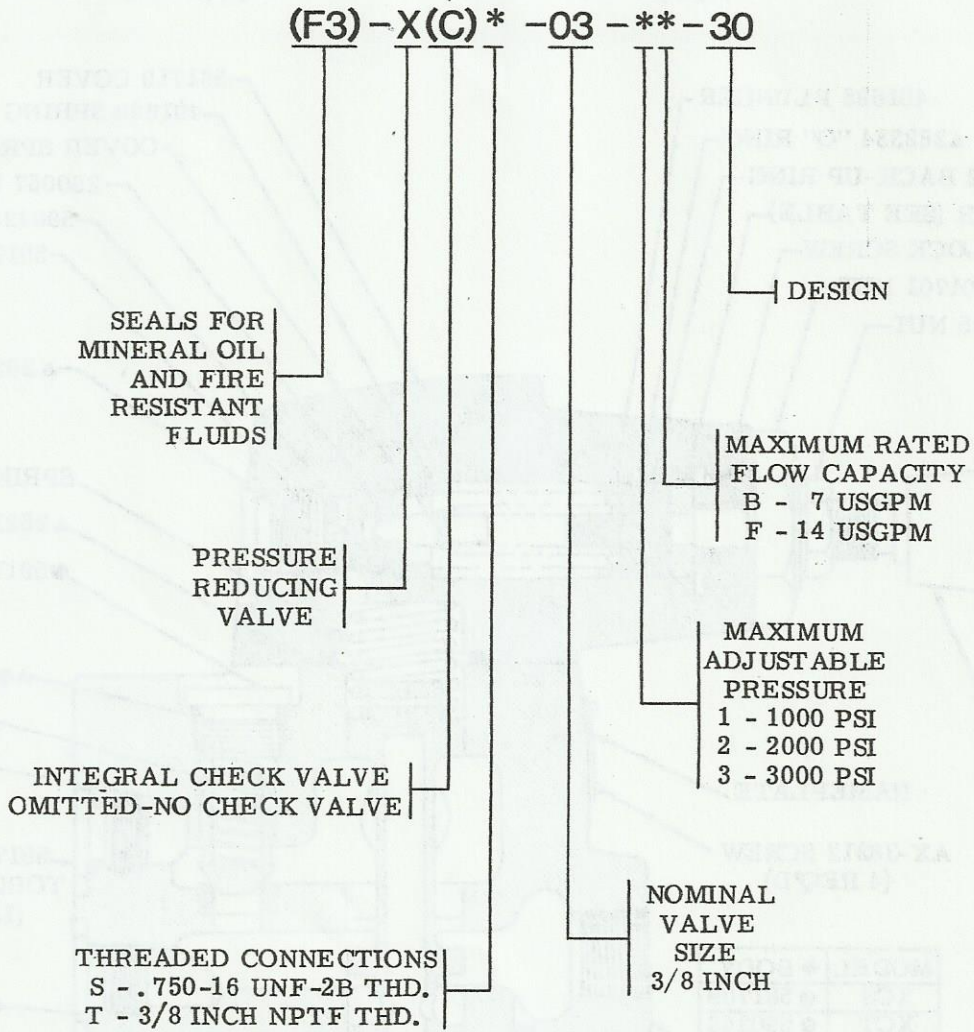 (F3)-X(C)* -03 -**-30
DESIGN
SEALS FOR
MINERAL OIL
AND FIRE
RESISTANT
FLUIDS
MAXIMUM RATED
FLOW CAPACITY
B - 7 USGPM
F - 14 USGPM
PRESSURE
REDUCING
VALVE
MAXIMUM
ADJUSTABLE
PRESSURE
1 - 1000 PSI
2 - 2000 PSI
3 - 3000 PSI
INTEGRAL CHECK VALVE
OMITTED-NO CHECK VALVE
NOMINAL
VALVE
SIZE
3/8 INCH
THREADED CONNECTIONS
S - .750-16 UNF-2B THD.
T - 3/8 INCH NPTF THD.